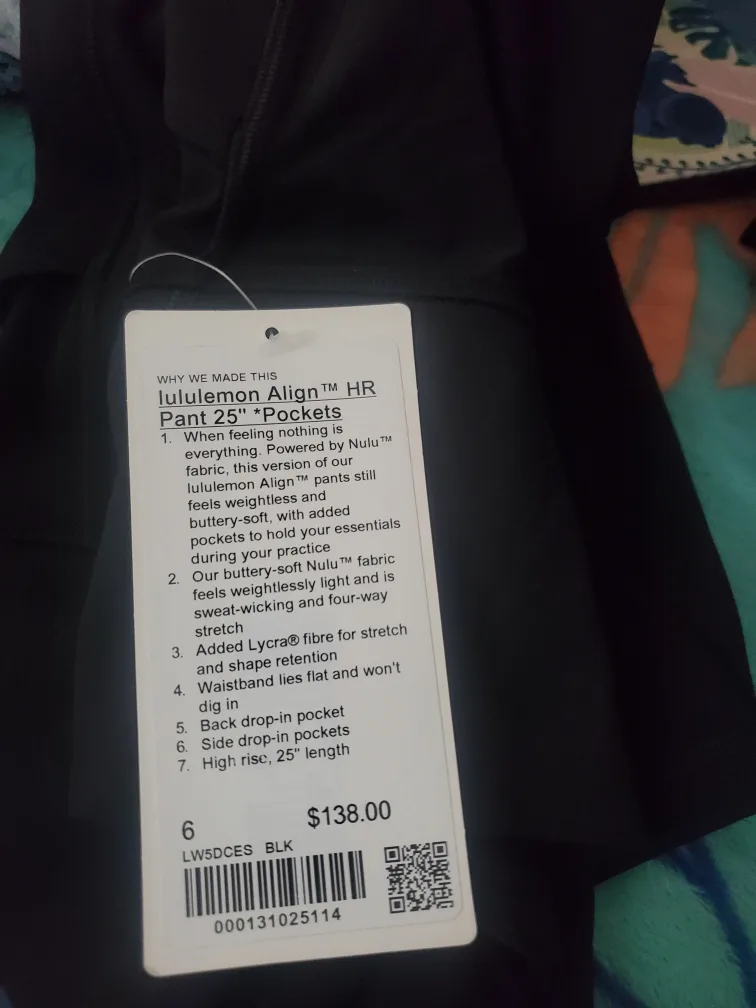 WHY WE MADE THIS
lululemon Align™ HR
Pant 25" *Pockets
1. When feeling nothing is
everything. Powered by Nulu™
fabric, this version of our
lululemon Align™ pants still
feels weightless and
buttery-soft, with added
pockets to hold your essentials
during your practice
2. Our buttery-soft Nulu™ fabric
feels weightlessly light and is
sweat-wicking and four-way
stretch
3. Added Lycra® fibre for stretch
and shape retention
4. Waistband lies flat and won't
dig in
5. Back drop-in pocket
6. Side drop-in pockets
7. High rise, 25" length
6 $138.00
LW5DCES BLK
000131025114